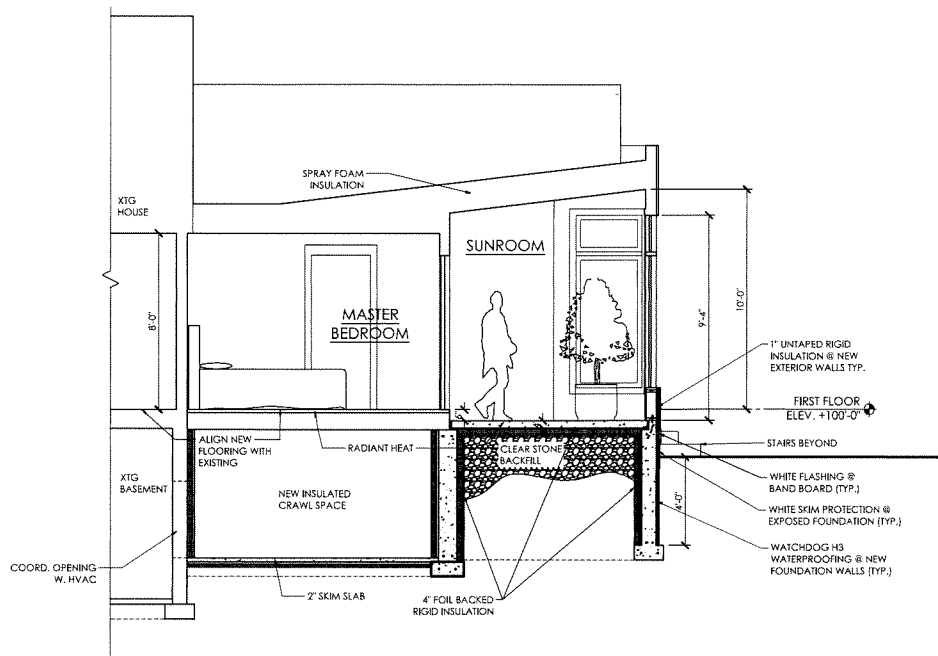 SPRAY FOAM
INSULATION
XTG
HOUSE
SUNROOM
8'-0"
MASTER
BEDROOM
9'-4"
10'-0"
1" UNTAPED RIGID
INSULATION @ NEW
EXTERIOR WALLS TYP.
FIRST FLOOR
ELEV. +100'-0"
ALIGN NEW
FLOORING WITH
EXISTING
RADIANT HEAT
CLEAR STONE
BACKFILL
STAIRS BEYOND
XTG
BASEMENT
NEW INSULATED
CRAWL SPACE
WHITE FLASHING @
BAND BOARD (TYP.)
4'-0"
WHITE SKIM PROTECTION @
EXPOSED FOUNDATION (TYP.)
WATCHDOG H3
WATERPROOFING @ NEW
FOUNDATION WALLS (TYP.)
COORD. OPENING
W. HVAC
2" SKIM SLAB
4" FOIL BACKED
RIGID INSULATION